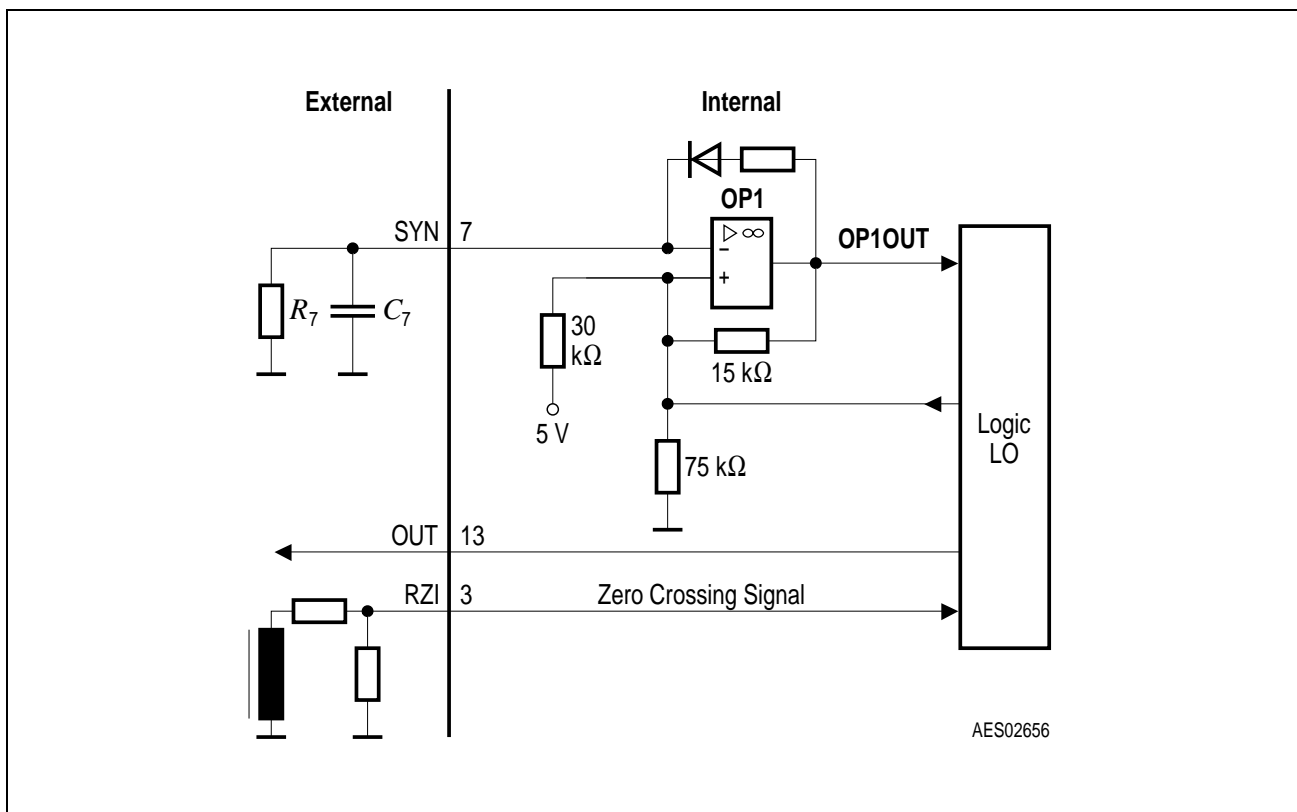 External
Internal
OP1
SYN 7
▷ ∞
OP1OUT
-
+
R7
C7
30
kΩ
15 kΩ
5 V
Logic
LO
75 kΩ
OUT 13
RZI 3
Zero Crossing Signal
AES02656